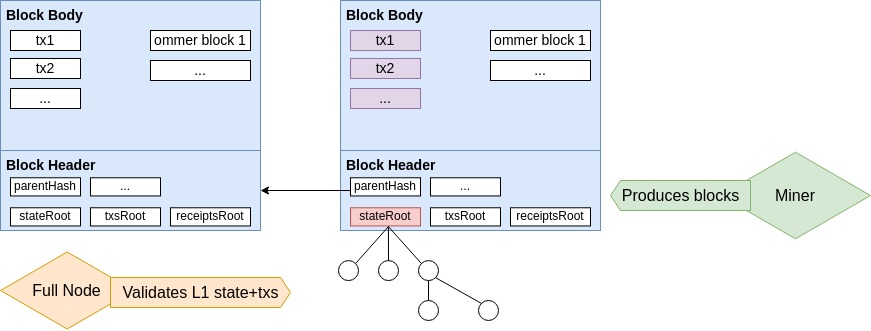 Block Body
tx1
ommer block 1
tx2
...
...
Block Header
parentHash
...
stateRoot
txsRoot
receiptsRoot
Block Body
tx1
ommer block 1
tx2
...
...
Block Header
parentHash
...
stateRoot
txsRoot
receiptsRoot
Produces blocks
Miner
Full Node
Validates L1 state+txs